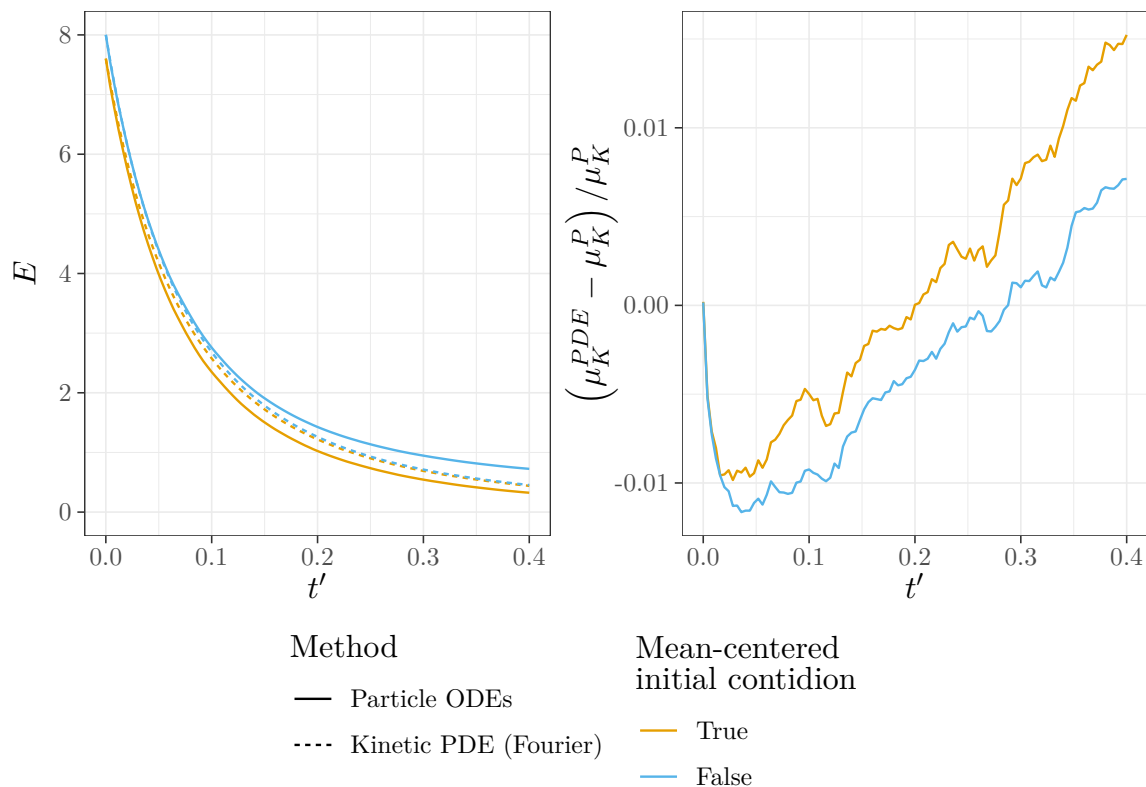 8
6
4
2
0
E
0.0 0.1 0.2 0.3 0.4
t′
0.01
0.00
-0.01
(μ_K^{PDE} − μ_K^P) / μ_K^P
0.0 0.1 0.2 0.3 0.4
t′
Method
Particle ODEs
Kinetic PDE (Fourier)
Mean-centered
initial contidion
True
False